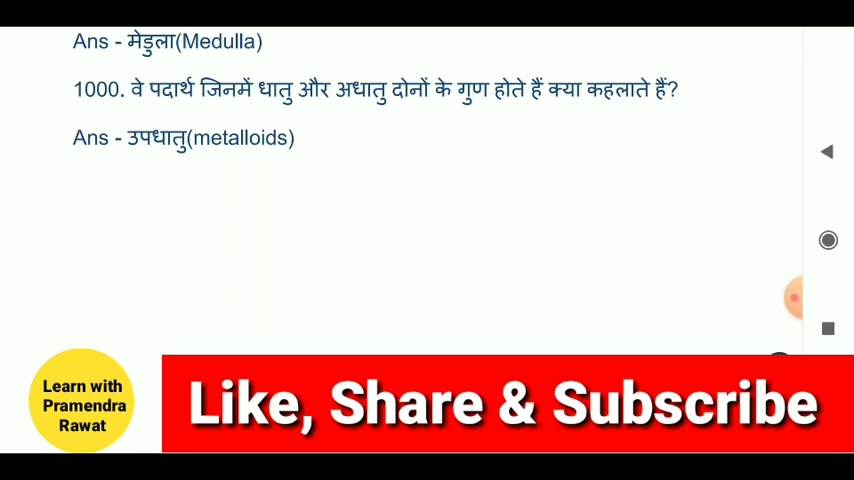 Ans - मेडुला(Medulla)
1000. वे पदार्थ जिनमें धातु और अधातु दोनों के गुण होते हैं क्या कहलाते हैं?
Ans - उपधातु(metalloids)
Learn with
Pramendra
Rawat
Like, Share & Subscribe